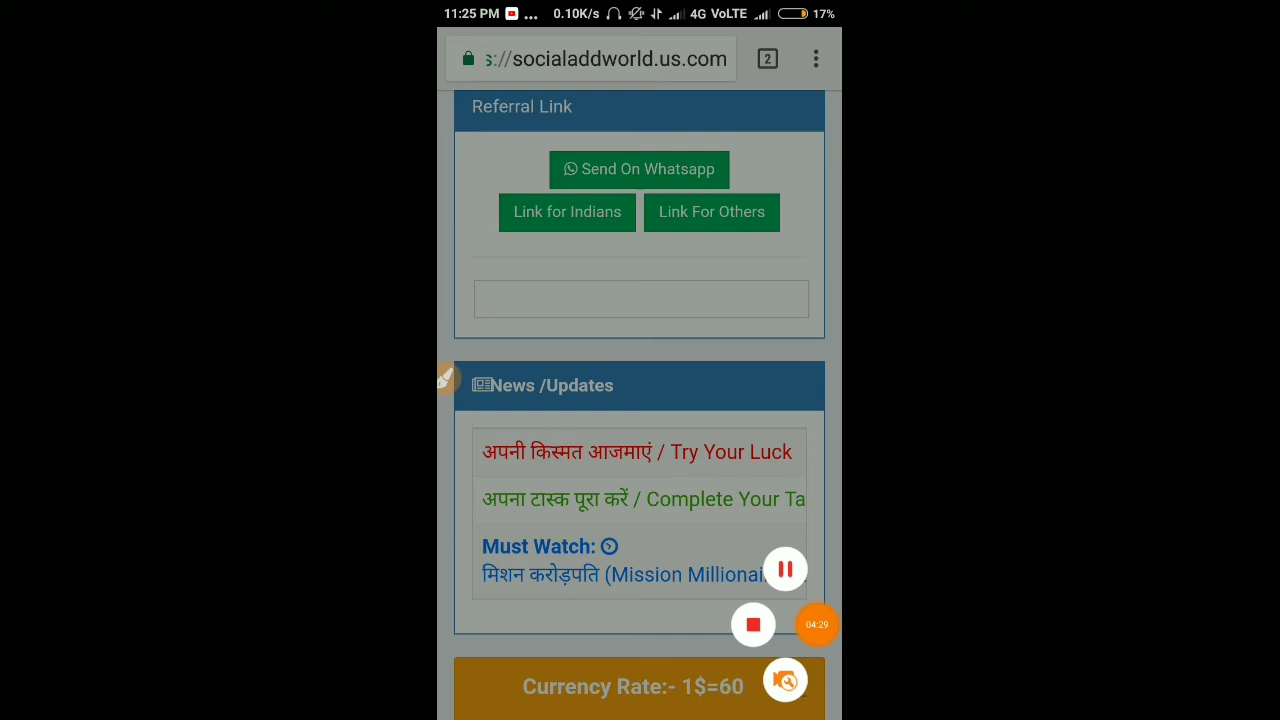 11:25 PM ... 0.10K/s 4G VoLTE 17%
s://socialaddworld.us.com 2
Referral Link
Send On Whatsapp
Link for Indians Link For Others
News /Updates
अपनी किस्मत आजमाएं / Try Your Luck
अपना टास्क पूरा करें / Complete Your Ta
Must Watch:
मिशन करोड़पति (Mission Millionai
04:29
Currency Rate:- 1$=60